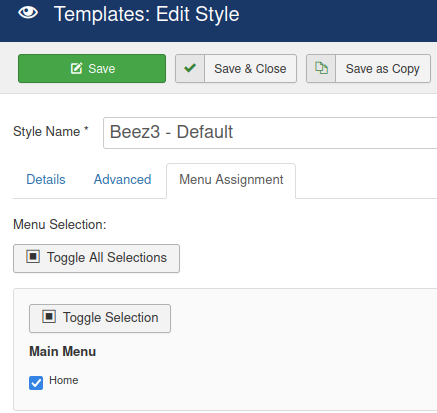 Templates: Edit Style
Save
Save & Close
Save as Copy
Style Name *
Beez3 - Default
Details
Advanced
Menu Assignment
Menu Selection:
Toggle All Selections
Toggle Selection
Main Menu
Home